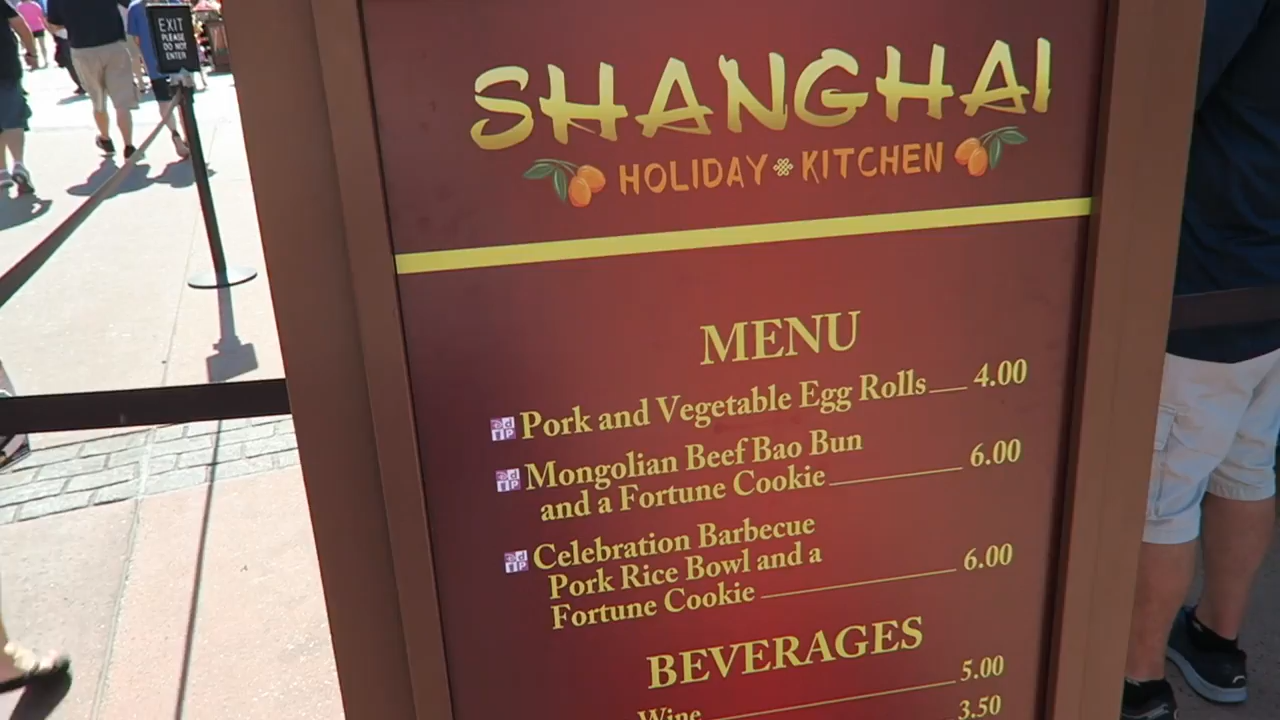 EXIT
PLEASE
DO NOT
ENTER
SHANGHAI
HOLIDAY KITCHEN
MENU
Pork and Vegetable Egg Rolls 4.00
Mongolian Beef Bao Bun
and a Fortune Cookie 6.00
Celebration Barbecue
Pork Rice Bowl and a
Fortune Cookie 6.00
BEVERAGES
5.00
Wine 3.50